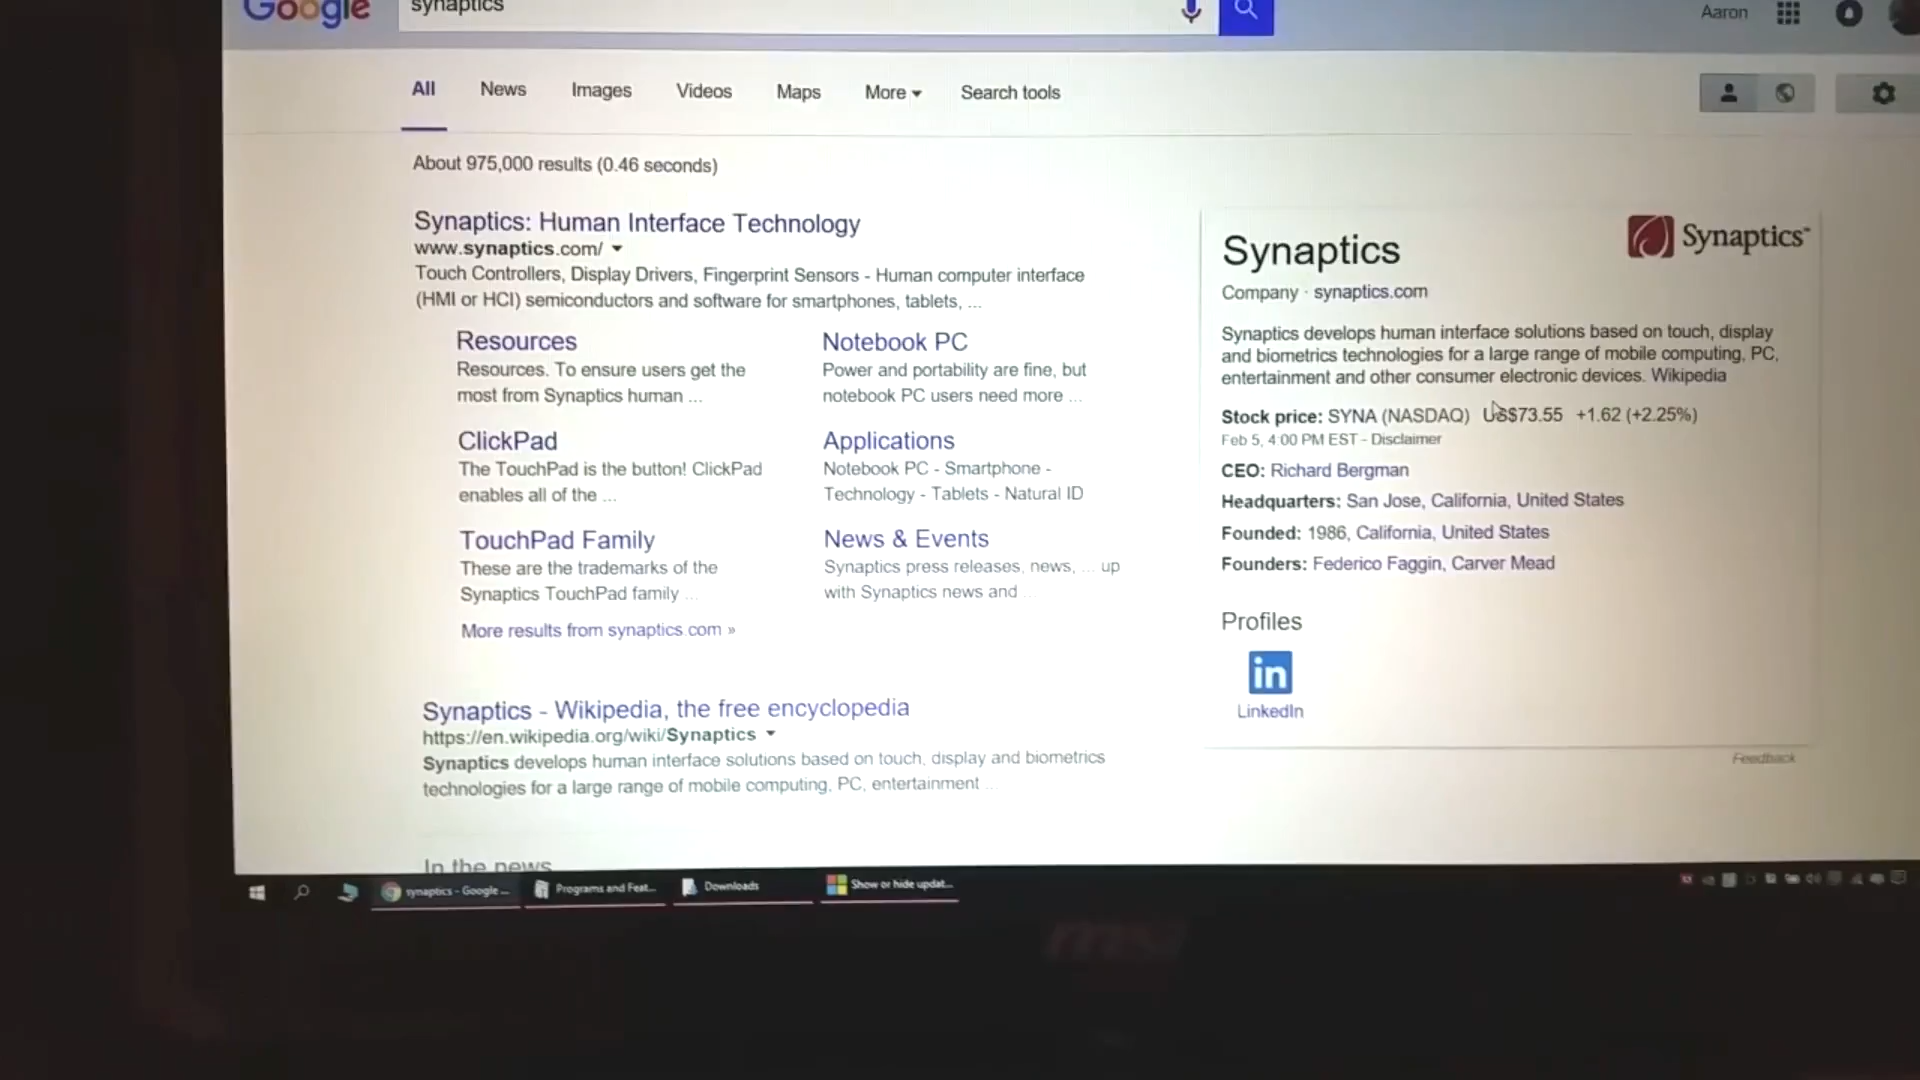 Google
synaptics
Aaron
All
News
Images
Videos
Maps
More
Search tools
About 975,000 results (0.46 seconds)
Synaptics: Human Interface Technology
www.synaptics.com/
Touch Controllers, Display Drivers, Fingerprint Sensors - Human computer interface
(HMI or HCI) semiconductors and software for smartphones, tablets, ...
Resources
Resources. To ensure users get the
most from Synaptics human ...
Notebook PC
Power and portability are fine, but
notebook PC users need more ...
ClickPad
The TouchPad is the button! ClickPad
enables all of the ...
Applications
Notebook PC - Smartphone -
Technology - Tablets - Natural ID
TouchPad Family
These are the trademarks of the
Synaptics TouchPad family ...
News & Events
Synaptics press releases, news, ... up
with Synaptics news and ...
More results from synaptics.com »
Synaptics - Wikipedia, the free encyclopedia
https://en.wikipedia.org/wiki/Synaptics
Synaptics develops human interface solutions based on touch, display and biometrics
technologies for a large range of mobile computing, PC, entertainment ...
In the news
Synaptics
Synaptics™
Company · synaptics.com
Synaptics develops human interface solutions based on touch, display
and biometrics technologies for a large range of mobile computing, PC,
entertainment and other consumer electronic devices. Wikipedia
Stock price: SYNA (NASDAQ) US$73.55 +1.62 (+2.25%)
Feb 5, 4:00 PM EST - Disclaimer
CEO: Richard Bergman
Headquarters: San Jose, California, United States
Founded: 1986, California, United States
Founders: Federico Faggin, Carver Mead
Profiles
in
LinkedIn
Feedback
synaptics - Google ...
Programs and Feat...
Downloads
Show or hide updat...
msi